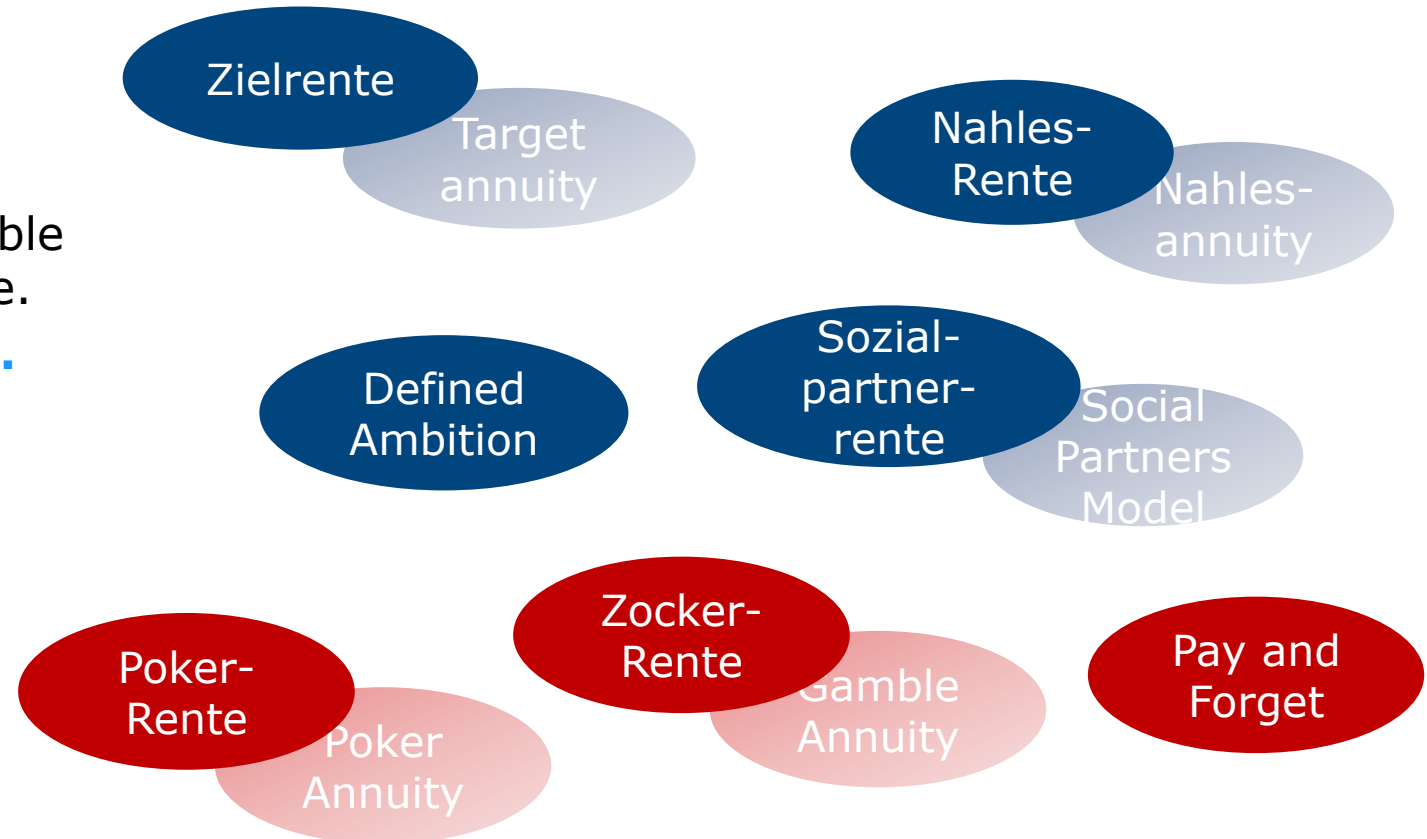 Zielrente
Target
annuity
Nahles-
Rente
Nahles-
annuity
ble
e.
.
Defined
Ambition
Sozial-
partner-
rente
Social
Partners
Model
Poker-
Rente
Poker
Annuity
Zocker-
Rente
Gamble
Annuity
Pay and
Forget